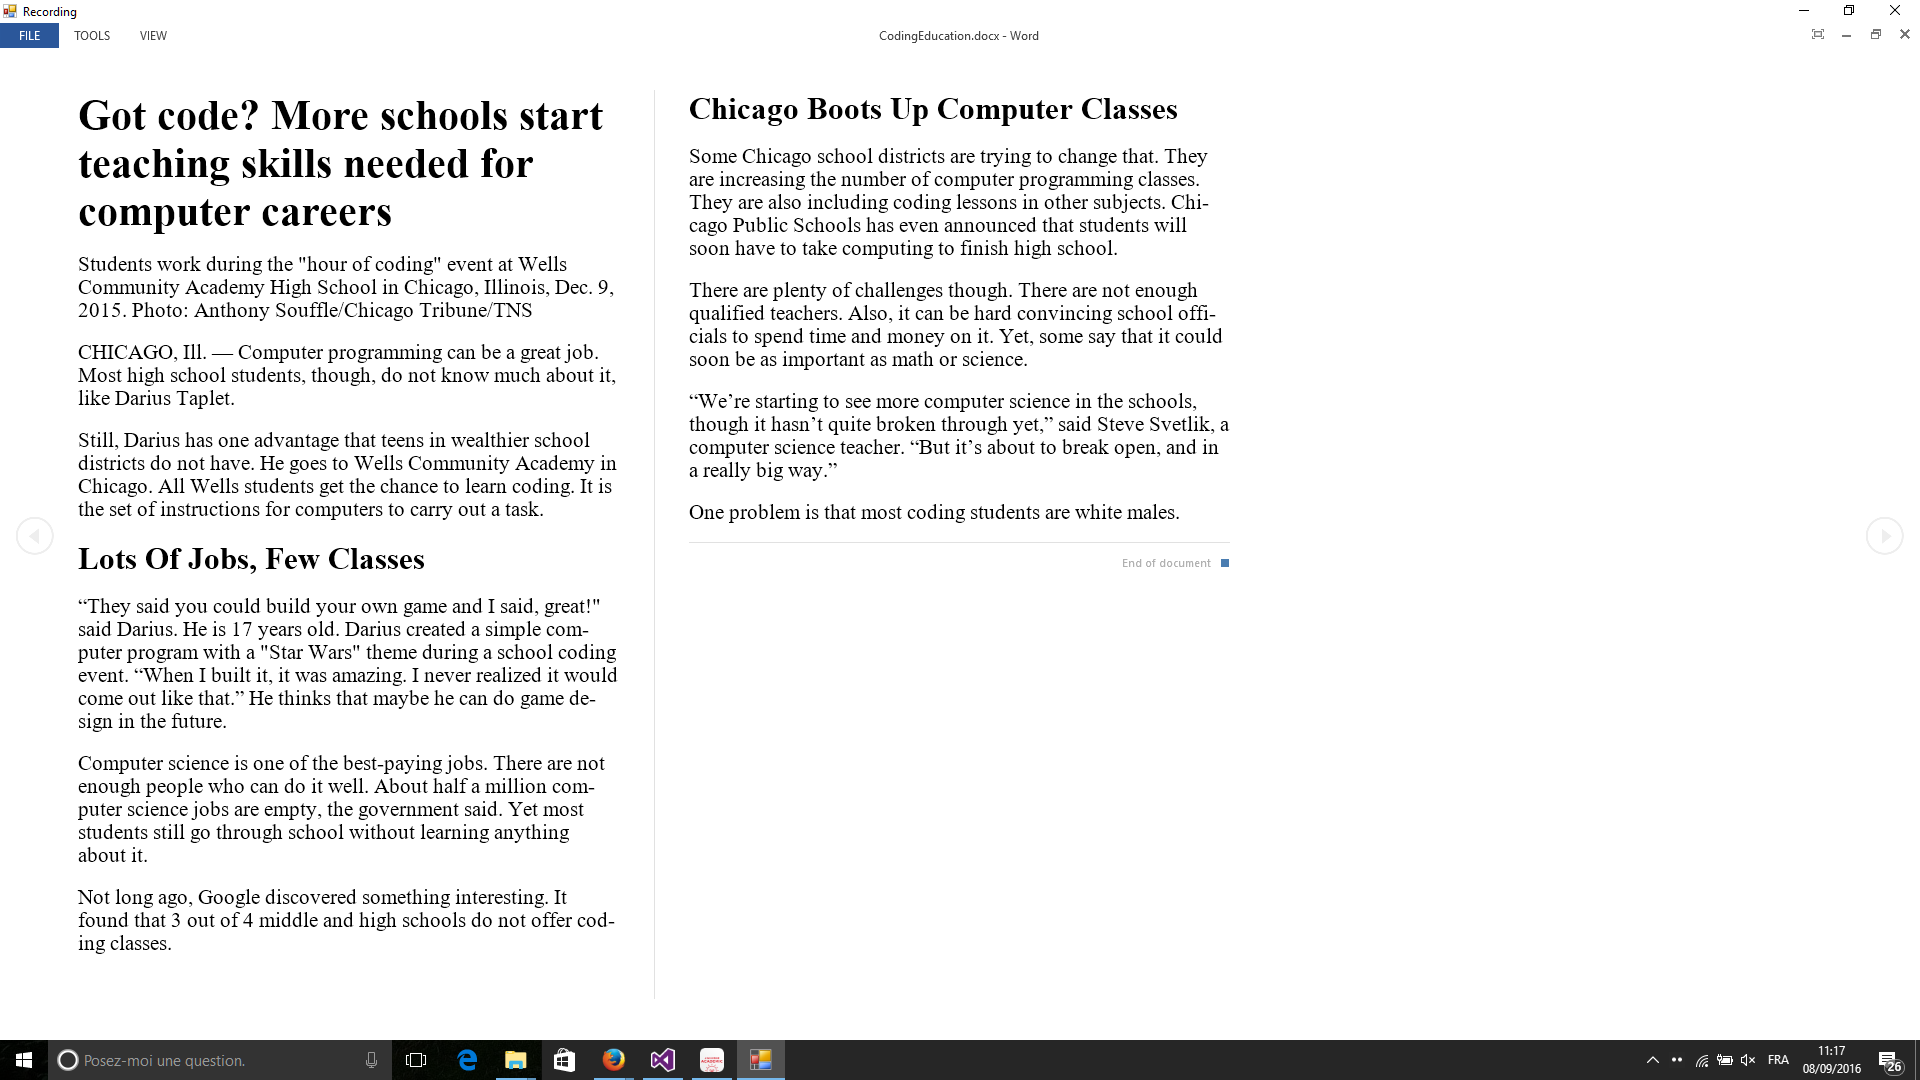 Recording
FILE TOOLS VIEW CodingEducation.docx - Word
Got code? More schools start
teaching skills needed for
computer careers
Students work during the "hour of coding" event at Wells
Community Academy High School in Chicago, Illinois, Dec. 9,
2015. Photo: Anthony Souffle/Chicago Tribune/TNS
CHICAGO, Ill. — Computer programming can be a great job.
Most high school students, though, do not know much about it,
like Darius Taplet.
Still, Darius has one advantage that teens in wealthier school
districts do not have. He goes to Wells Community Academy in
Chicago. All Wells students get the chance to learn coding. It is
the set of instructions for computers to carry out a task.
Lots Of Jobs, Few Classes
“They said you could build your own game and I said, great!"
said Darius. He is 17 years old. Darius created a simple com-
puter program with a "Star Wars" theme during a school coding
event. “When I built it, it was amazing. I never realized it would
come out like that.” He thinks that maybe he can do game de-
sign in the future.
Computer science is one of the best-paying jobs. There are not
enough people who can do it well. About half a million com-
puter science jobs are empty, the government said. Yet most
students still go through school without learning anything
about it.
Not long ago, Google discovered something interesting. It
found that 3 out of 4 middle and high schools do not offer cod-
ing classes.
Chicago Boots Up Computer Classes
Some Chicago school districts are trying to change that. They
are increasing the number of computer programming classes.
They are also including coding lessons in other subjects. Chi-
cago Public Schools has even announced that students will
soon have to take computing to finish high school.
There are plenty of challenges though. There are not enough
qualified teachers. Also, it can be hard convincing school offi-
cials to spend time and money on it. Yet, some say that it could
soon be as important as math or science.
“We’re starting to see more computer science in the schools,
though it hasn’t quite broken through yet,” said Steve Svetlik, a
computer science teacher. “But it’s about to break open, and in
a really big way.”
One problem is that most coding students are white males.
End of document
Posez-moi une question.
FRA
11:17
08/09/2016
26